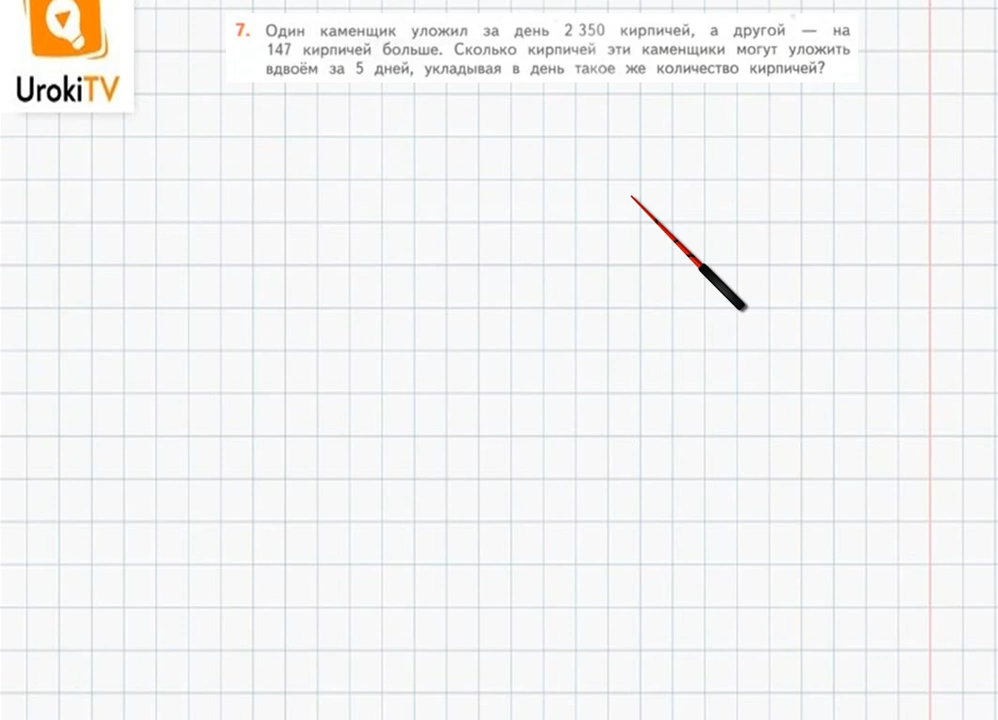 UrokiTV
7. Один каменщик уложил за день 2 350 кирпичей, а другой — на
147 кирпичей больше. Сколько кирпичей эти каменщики могут уложить
вдвоём за 5 дней, укладывая в день такое же количество кирпичей?